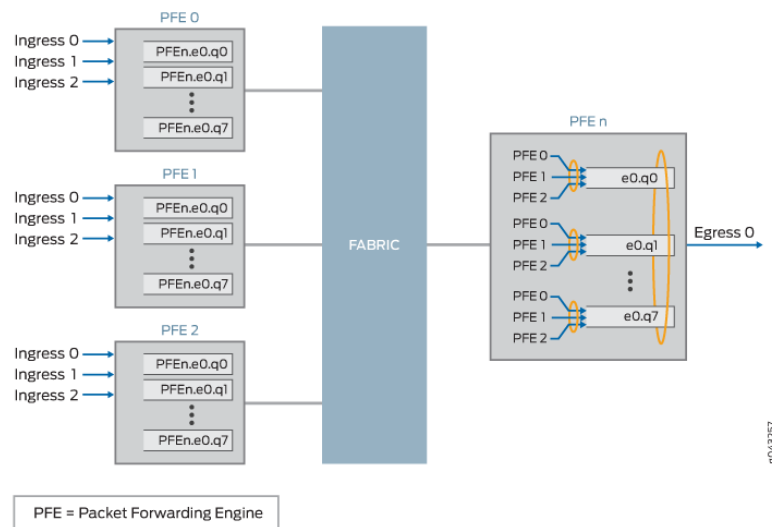 PFE 0
Ingress 0
Ingress 1
Ingress 2
PFEn.e0.q0
PFEn.e0.q1
PFEn.e0.q7
PFE 1
Ingress 0
Ingress 1
Ingress 2
PFEn.e0.q0
PFEn.e0.q1
PFEn.e0.q7
PFE 2
Ingress 0
Ingress 1
Ingress 2
PFEn.e0.q0
PFEn.e0.q1
PFEn.e0.q7
FABRIC
PFE n
PFE 0
PFE 1
PFE 2
e0.q0
PFE 0
PFE 1
PFE 2
e0.q1
PFE 0
PFE 1
PFE 2
e0.q7
Egress 0
PFE = Packet Forwarding Engine